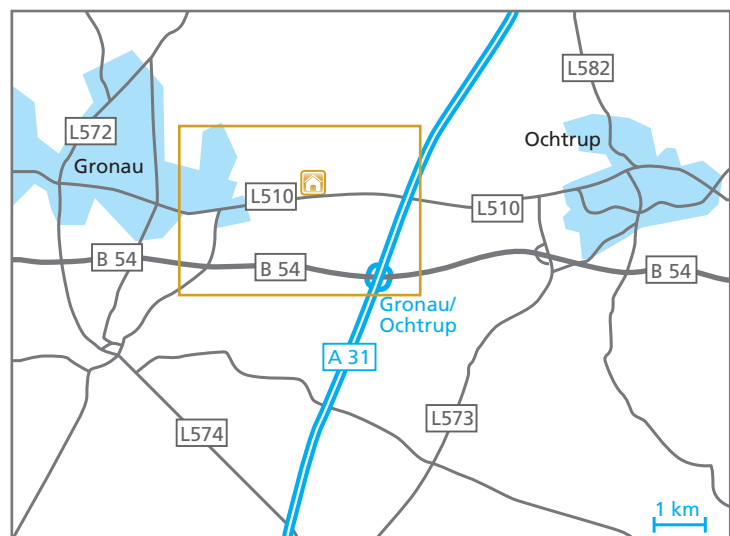 L582
L572
Ochtrup
Gronau
L510
L510
B 54
B 54
B 54
Gronau/
Ochtrup
A 31
L573
L574
1 km